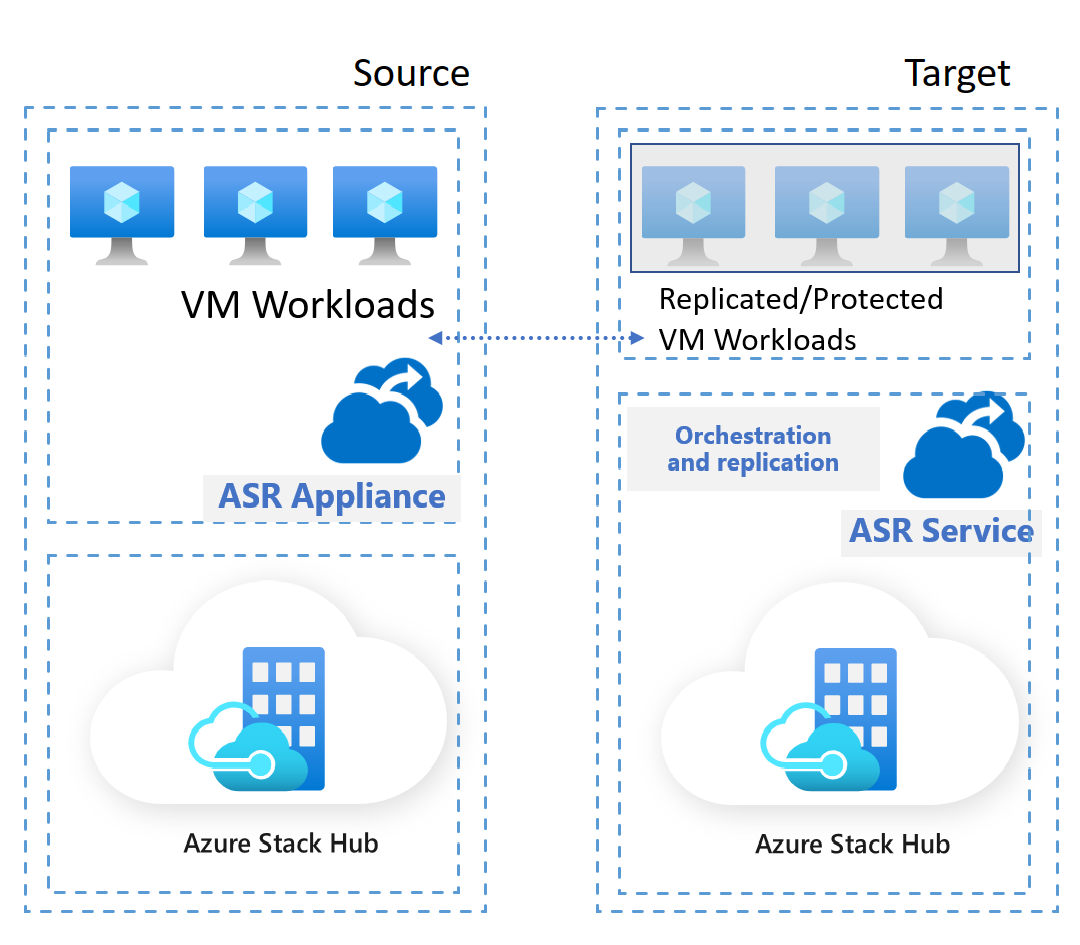 Source
VM Workloads
ASR Appliance
Azure Stack Hub
Target
Replicated/Protected
VM Workloads
Orchestration
and replication
ASR Service
Azure Stack Hub